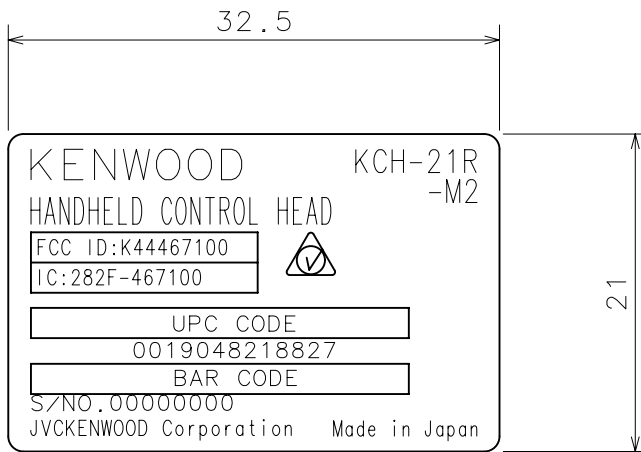 32.5
KENWOOD KCH-21R
-M2
HANDHELD CONTROL HEAD
FCC ID:K44467100
IC:282F-467100
21
UPC CODE
0019048218827
BAR CODE
S/NO.00000000
JVCKENWOOD Corporation Made in Japan